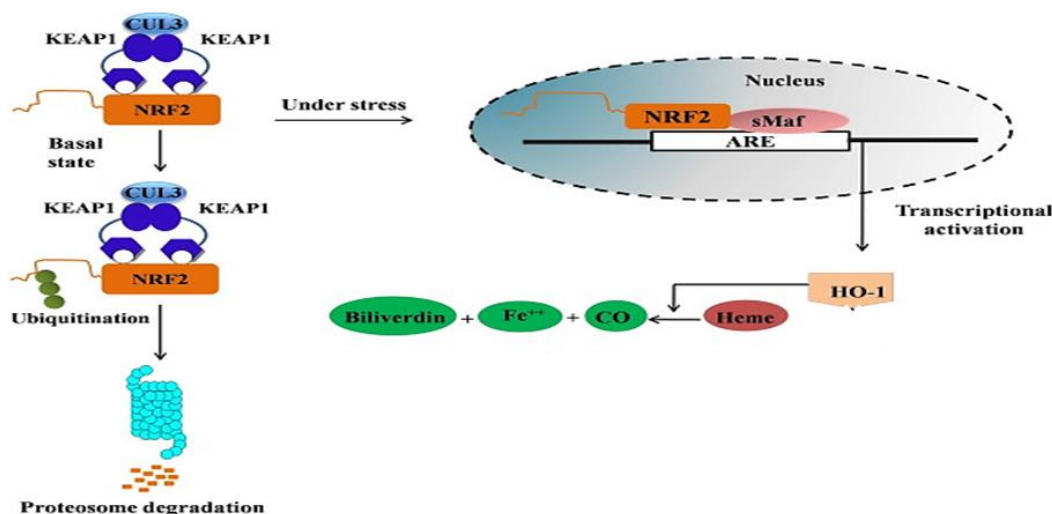 CUL3
KEAP1 KEAP1
NRF2
Under stress
Nucleus
NRF2 sMaf
ARE
Basal
state
CUL3
KEAP1 KEAP1
NRF2
Ubiquitination
Transcriptional
activation
HO-1
Biliverdin + Fe⁺⁺ + CO Heme
Proteosome degradation